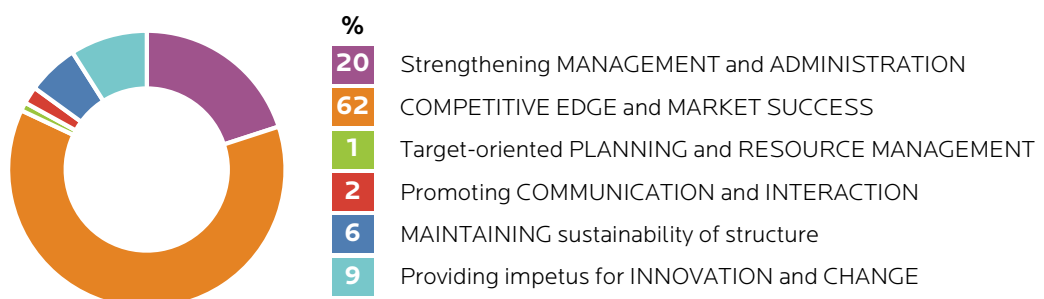 %
20 Strengthening MANAGEMENT and ADMINISTRATION
62 COMPETITIVE EDGE and MARKET SUCCESS
1 Target-oriented PLANNING and RESOURCE MANAGEMENT
2 Promoting COMMUNICATION and INTERACTION
6 MAINTAINING sustainability of structure
9 Providing impetus for INNOVATION and CHANGE